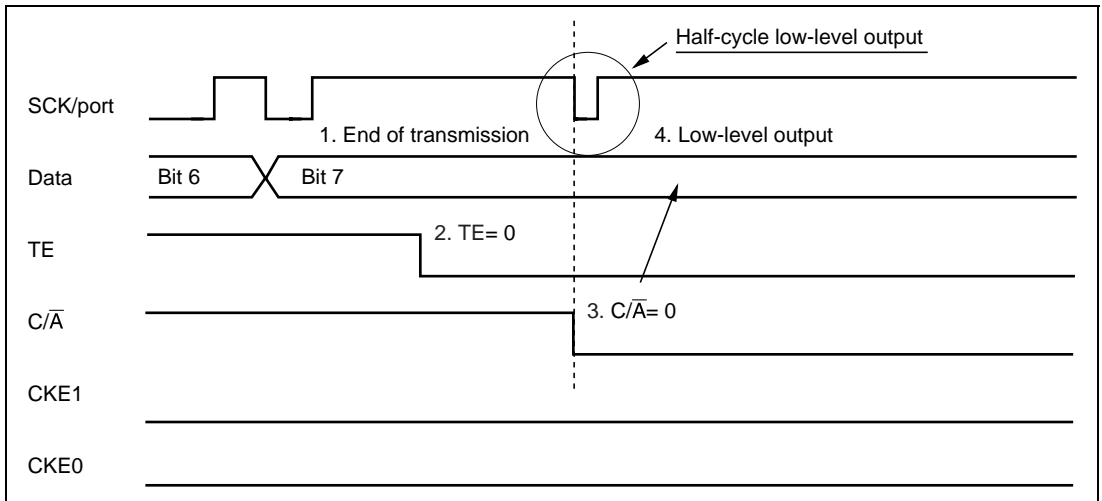 Half-cycle low-level output
SCK/port
1. End of transmission
4. Low-level output
Data
Bit 6
Bit 7
TE
2. TE= 0
C/A̅
3. C/A̅= 0
CKE1
CKE0